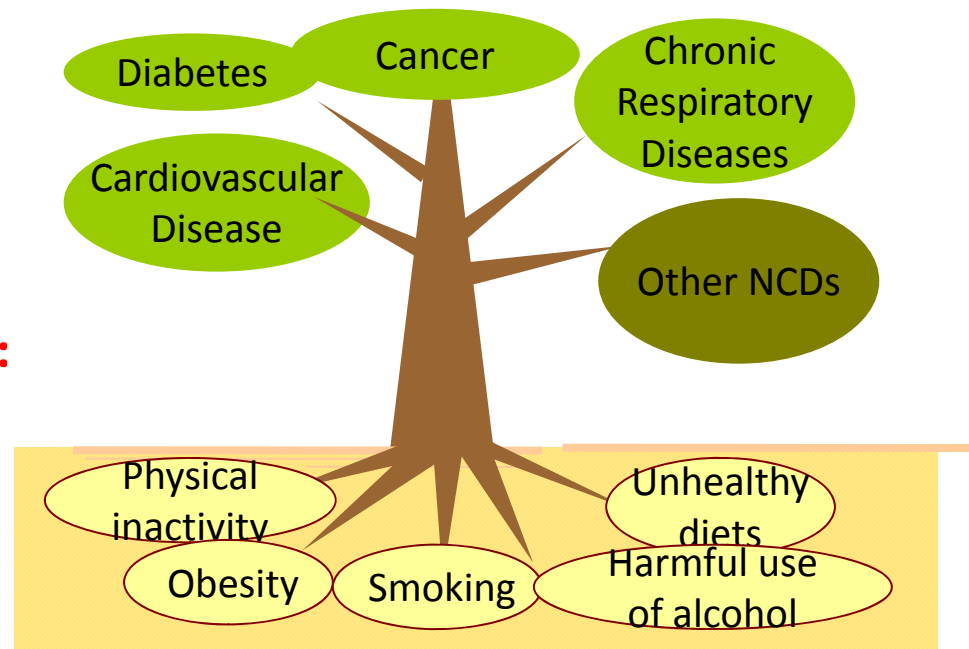 Diabetes
Cancer
Chronic
Respiratory
Diseases
Cardiovascular
Disease
Other NCDs
:
Physical
inactivity
Unhealthy
diets
Obesity
Smoking
Harmful use
of alcohol